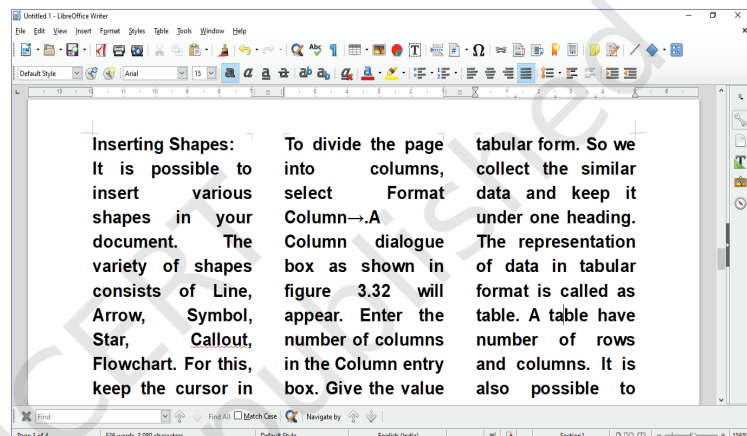 Untitled 1 - LibreOffice Writer
File Edit View Insert Format Styles Table Form Tools Window Help
Default Style Arial 15
Inserting Shapes:
It is possible to
insert various
shapes in your
document. The
variety of shapes
consists of Line,
Arrow, Symbol,
Star, Callout,
Flowchart. For this,
keep the cursor in
To divide the page
into columns,
select Format
Column→.A
Column dialogue
box as shown in
figure 3.32 will
appear. Enter the
number of columns
in the Column entry
box. Give the value
tabular form. So we
collect the similar
data and keep it
under one heading.
The representation
of data in tabular
format is called as
table. A table have
number of rows
and columns. It is
also possible to
Find Find All Match Case Navigate by
Default Style English (India)